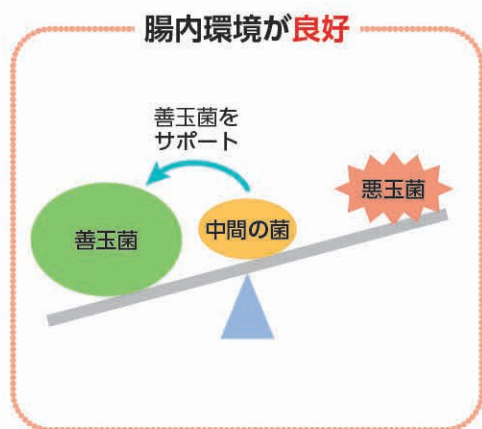 腸内環境が良好
善玉菌を
サポート
善玉菌
中間の菌
悪玉菌